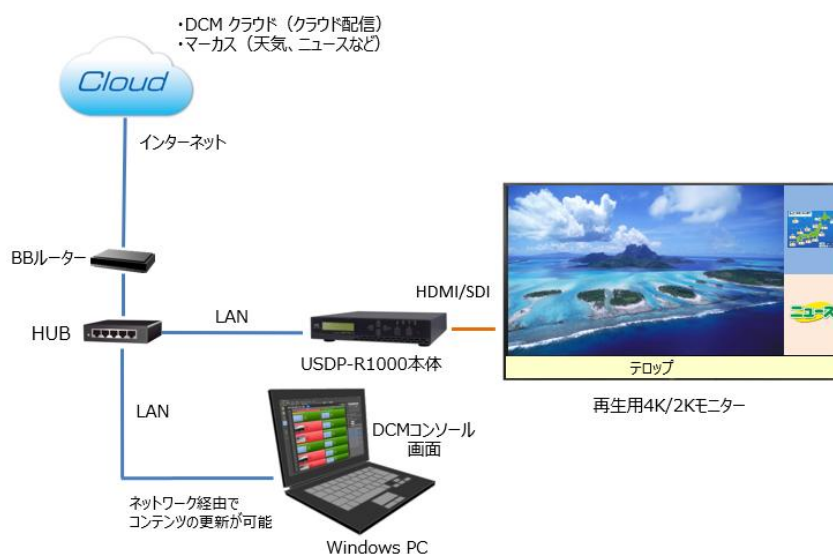 ・DCM クラウド（クラウド配信）
・マーカス（天気、ニュースなど）
Cloud
インターネット
BBルーター
HUB
LAN
HDMI/SDI
USDP-R1000本体
ニュース
テロップ
再生用4K/2Kモニター
LAN
DCMコンソール
画面
ネットワーク経由で
コンテンツの更新が可能
Windows PC